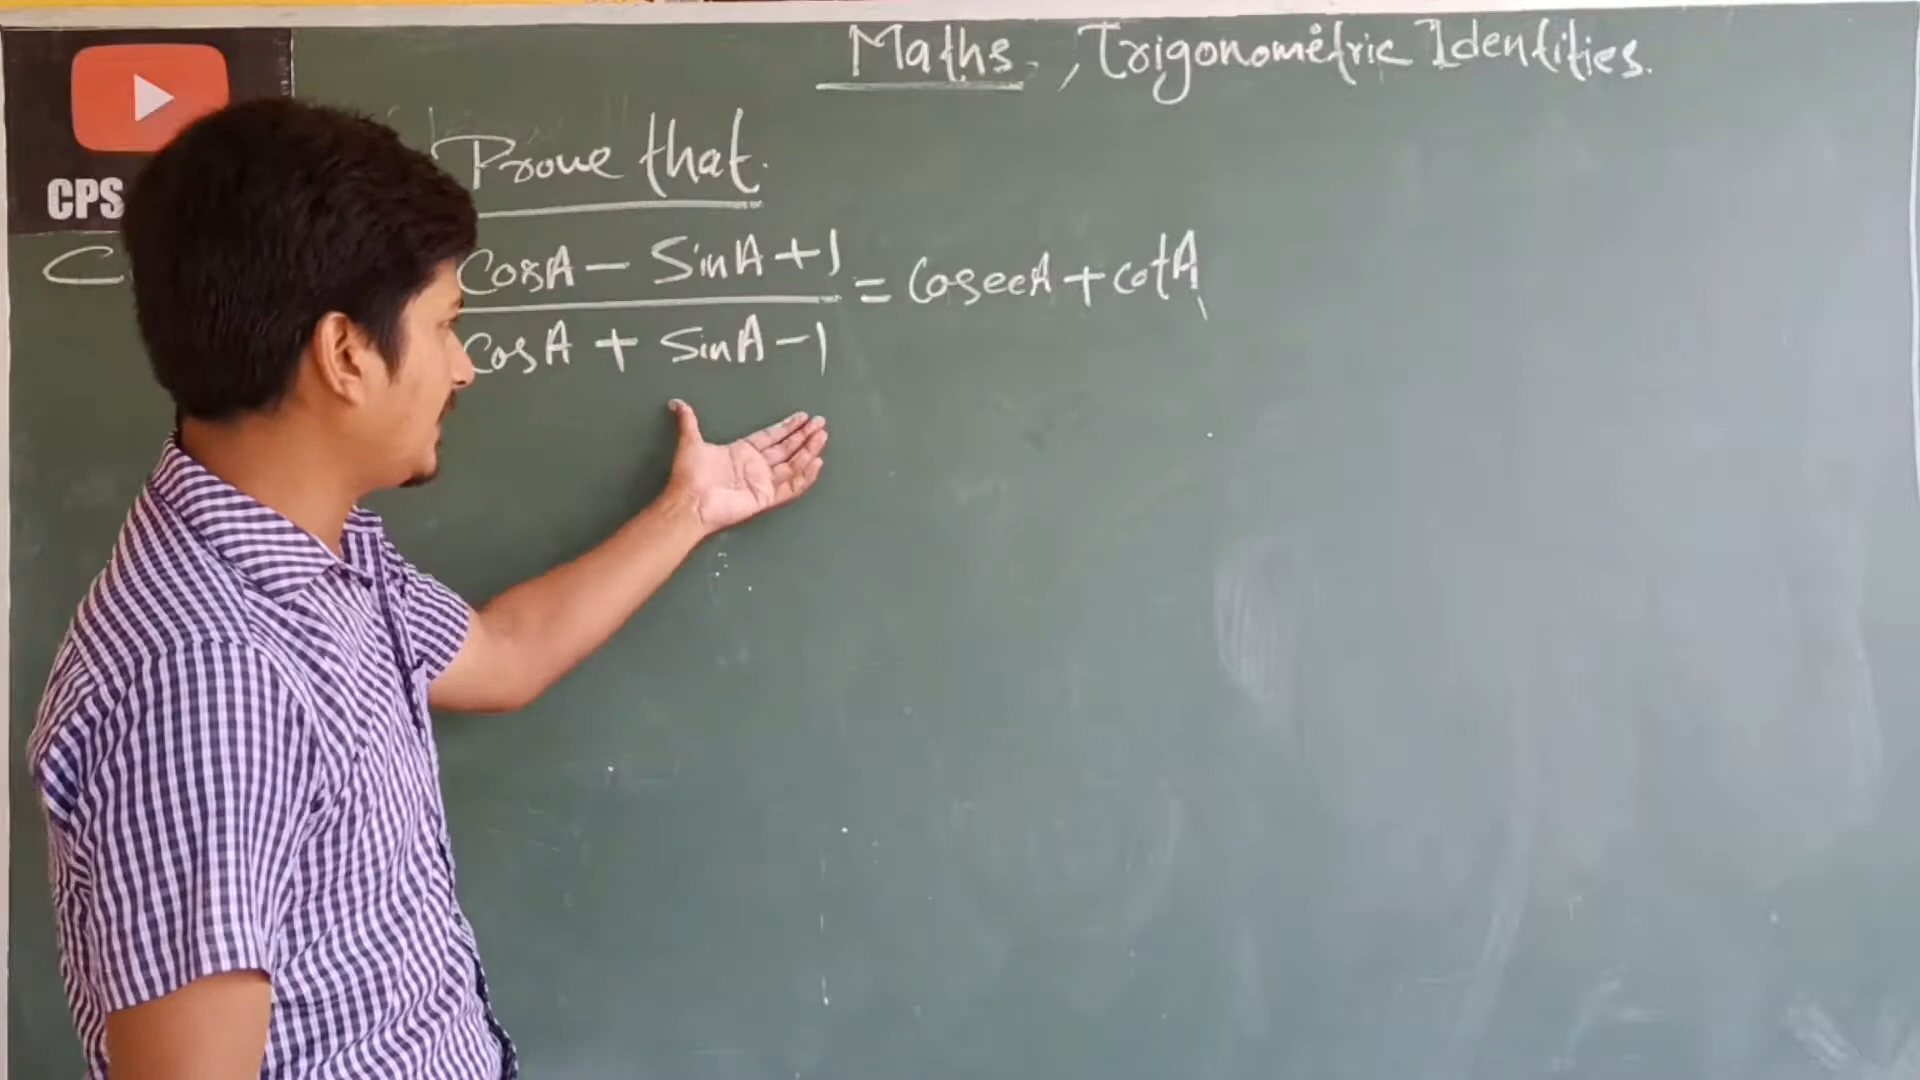 Maths, Trigonometric Identities.
CPS
Prove that.
CosA - SinA + 1
= CosecA + cotA
CosA + SinA - 1